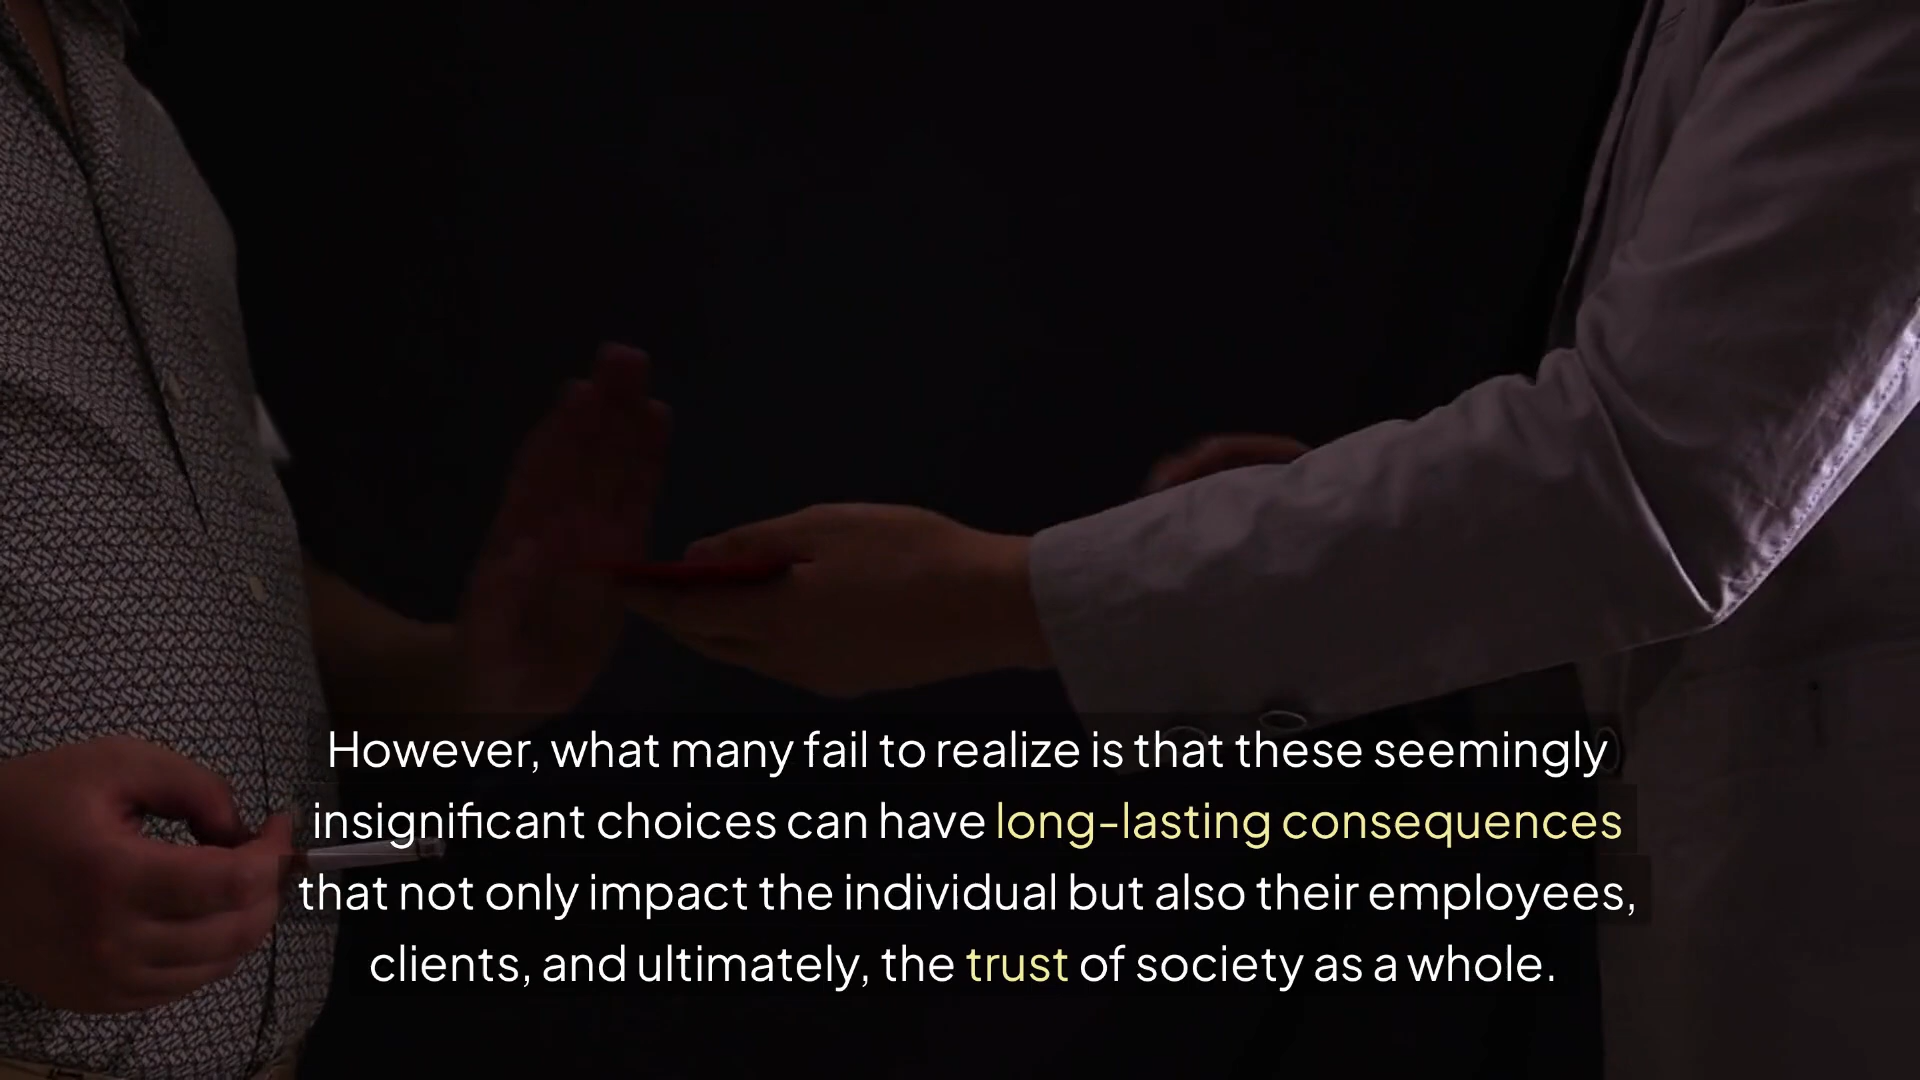 However, what many fail to realize is that these seemingly
insignificant choices can have long-lasting consequences
that not only impact the individual but also their employees,
clients, and ultimately, the trust of society as a whole.